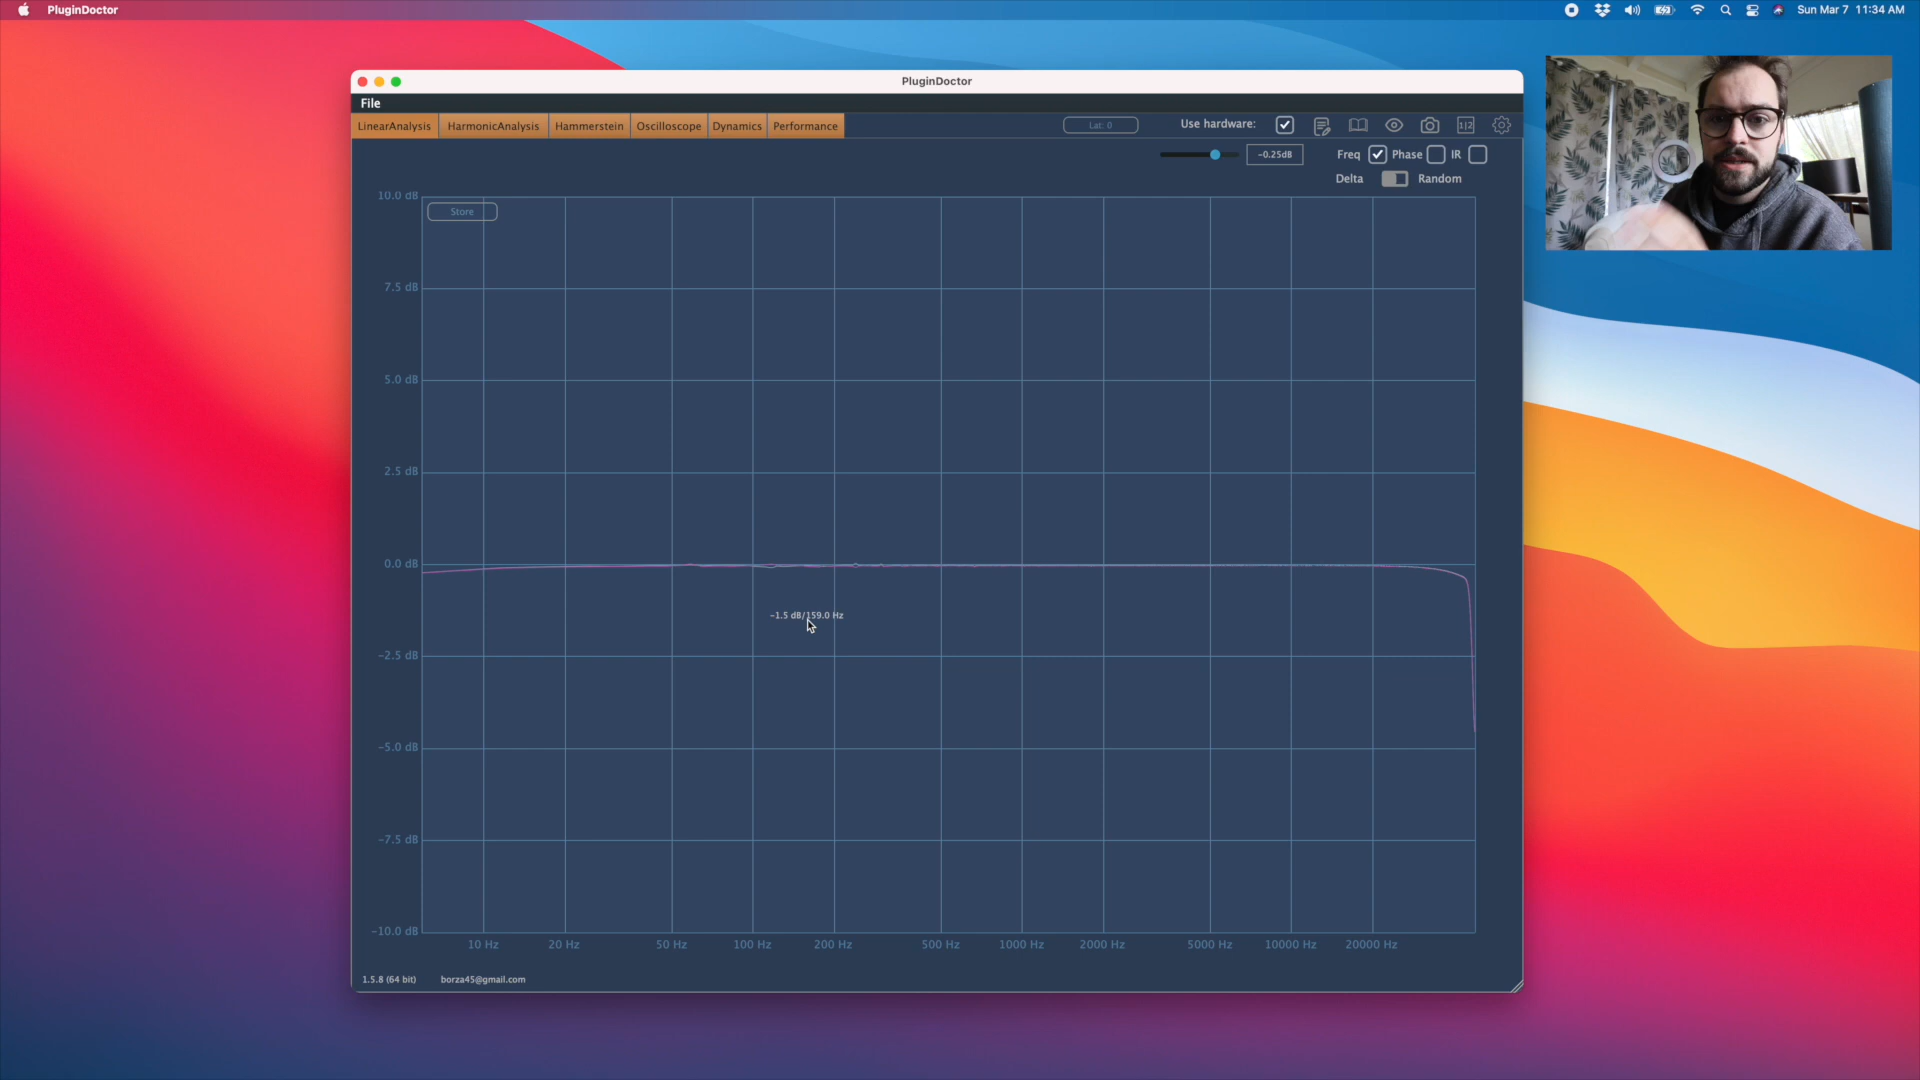 PluginDoctor
Sun Mar 7 11:34 AM
PluginDoctor
File
LinearAnalysis
HarmonicAnalysis
Hammerstein
Oscilloscope
Dynamics
Performance
Lat: 0
Use hardware:
1|2
-0.25dB
Freq
Phase
IR
Delta
Random
Store
10.0 dB
7.5 dB
5.0 dB
2.5 dB
0.0 dB
-2.5 dB
-5.0 dB
-7.5 dB
-10.0 dB
-1.5 dB/159.0 Hz
10 Hz
20 Hz
50 Hz
100 Hz
200 Hz
500 Hz
1000 Hz
2000 Hz
5000 Hz
10000 Hz
20000 Hz
1.5.8 (64 bit)
borza45@gmail.com